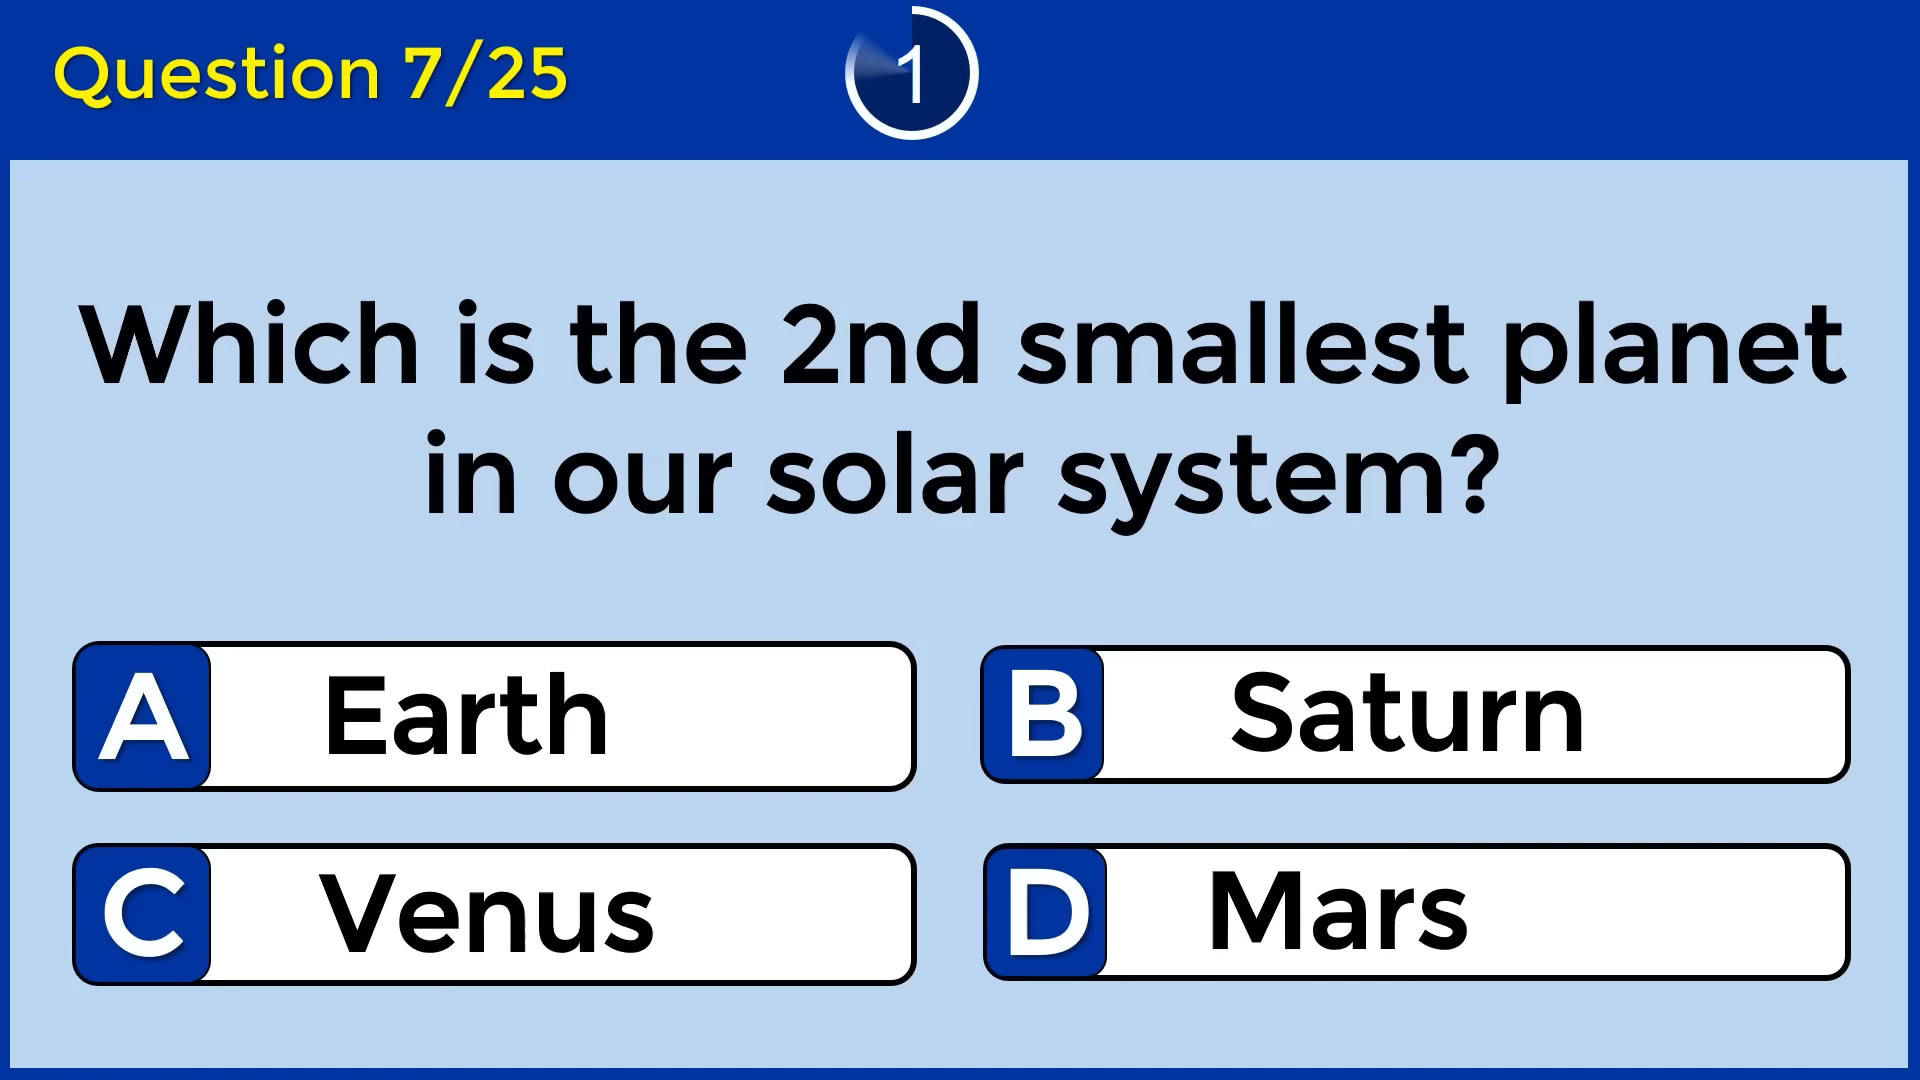 Question 7/25
1
Which is the 2nd smallest planet
in our solar system?
A Earth
B Saturn
C Venus
D Mars